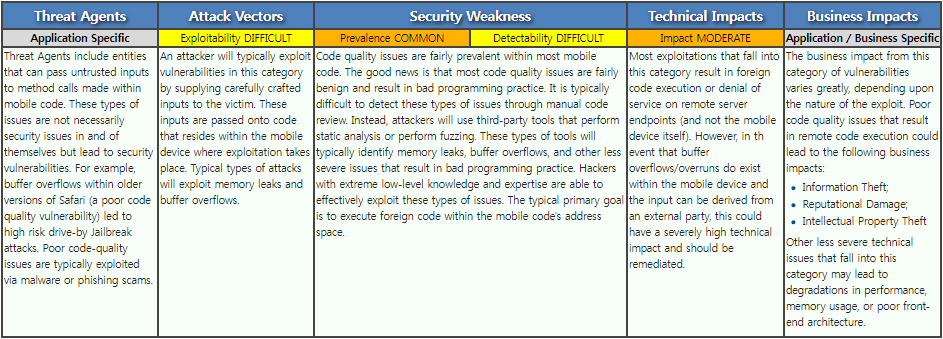 Threat Agents
Attack Vectors
Security Weakness
Technical Impacts
Business Impacts
Application Specific
Exploitability DIFFICULT
Prevalence COMMON
Detectability DIFFICULT
Impact MODERATE
Application / Business Specific
Threat Agents include entities
that can pass untrusted inputs
to method calls made within
mobile code. These types of
issues are not necessarily
security issues in and of
themselves but lead to security
vulnerabilities. For example,
buffer overflows within older
versions of Safari (a poor code
quality vulnerability) led to
high risk drive-by Jailbreak
attacks. Poor code-quality
issues are typically exploited
via malware or phishing scams.
An attacker will typically exploit
vulnerabilities in this category
by supplying carefully crafted
inputs to the victim. These
inputs are passed onto code
that resides within the mobile
device where exploitation takes
place. Typical types of attacks
will exploit memory leaks and
buffer overflows.
Code quality issues are fairly prevalent within most mobile
code. The good news is that most code quality issues are fairly
benign and result in bad programming practice. It is typically
difficult to detect these types of issues through manual code
review. Instead, attackers will use third-party tools that perform
static analysis or perform fuzzing. These types of tools will
typically identify memory leaks, buffer overflows, and other less
severe issues that result in bad programming practice. Hackers
with extreme low-level knowledge and expertise are able to
effectively exploit these types of issues. The typical primary goal
is to execute foreign code within the mobile code's address
space.
Most exploitations that fall into
this category result in foreign
code execution or denial of
service on remote server
endpoints (and not the mobile
device itself). However, in th
event that buffer
overflows/overruns do exist
within the mobile device and
the input can be derived from
an external party, this could
have a severely high technical
impact and should be
remediated.
The business impact from this
category of vulnerabilities
varies greatly, depending upon
the nature of the exploit. Poor
code quality issues that result
in remote code execution could
lead to the following business
impacts:
• Information Theft;
• Reputational Damage;
• Intellectual Property Theft
Other less severe technical
issues that fall into this
category may lead to
degradations in performance,
memory usage, or poor front-
end architecture.